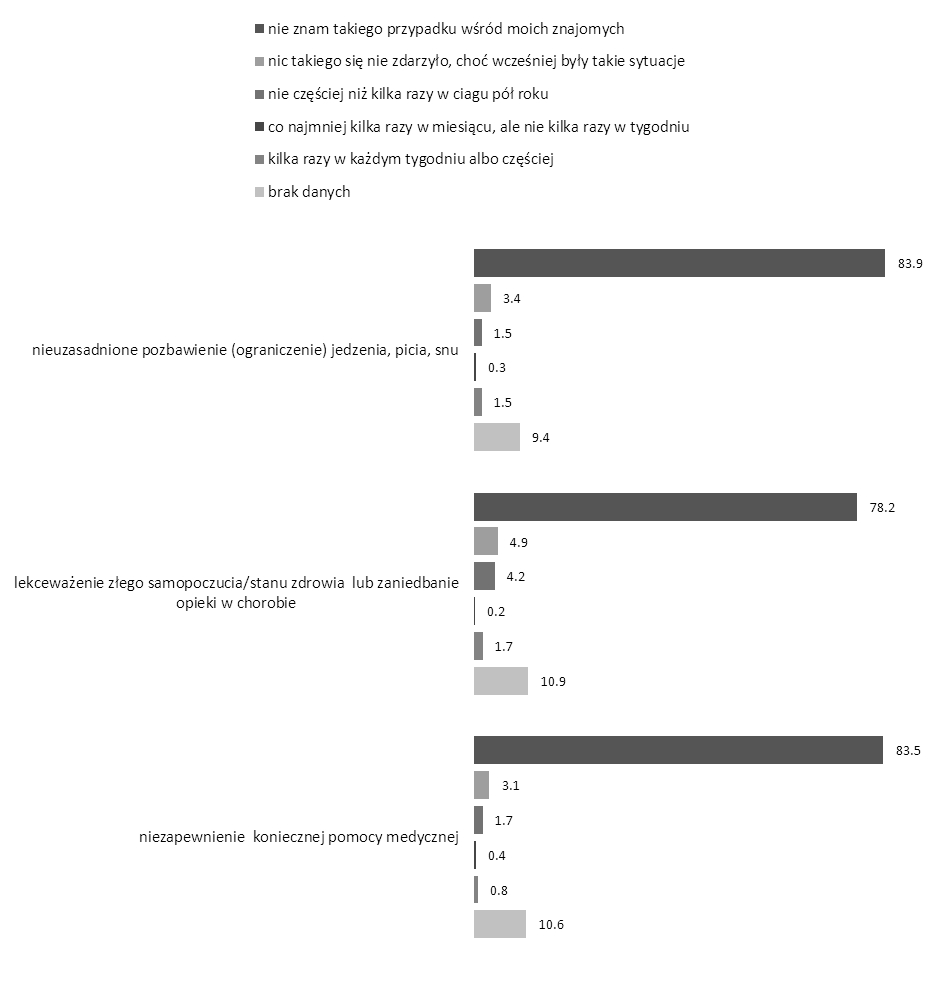 nie znam takiego przypadku wśród moich znajomych
nic takiego się nie zdarzyło, choć wcześniej były takie sytuacje
nie częściej niż kilka razy w ciagu pół roku
co najmniej kilka razy w miesiącu, ale nie kilka razy w tygodniu
kilka razy w każdym tygodniu albo częściej
brak danych
83.9
3.4
1.5
nieuzasadnione pozbawienie (ograniczenie) jedzenia, picia, snu
0.3
1.5
9.4
78.2
4.9
4.2
lekceważenie złego samopoczucia/stanu zdrowia lub zaniedbanie
opieki w chorobie
0.2
1.7
10.9
83.5
3.1
1.7
niezapewnienie koniecznej pomocy medycznej
0.4
0.8
10.6